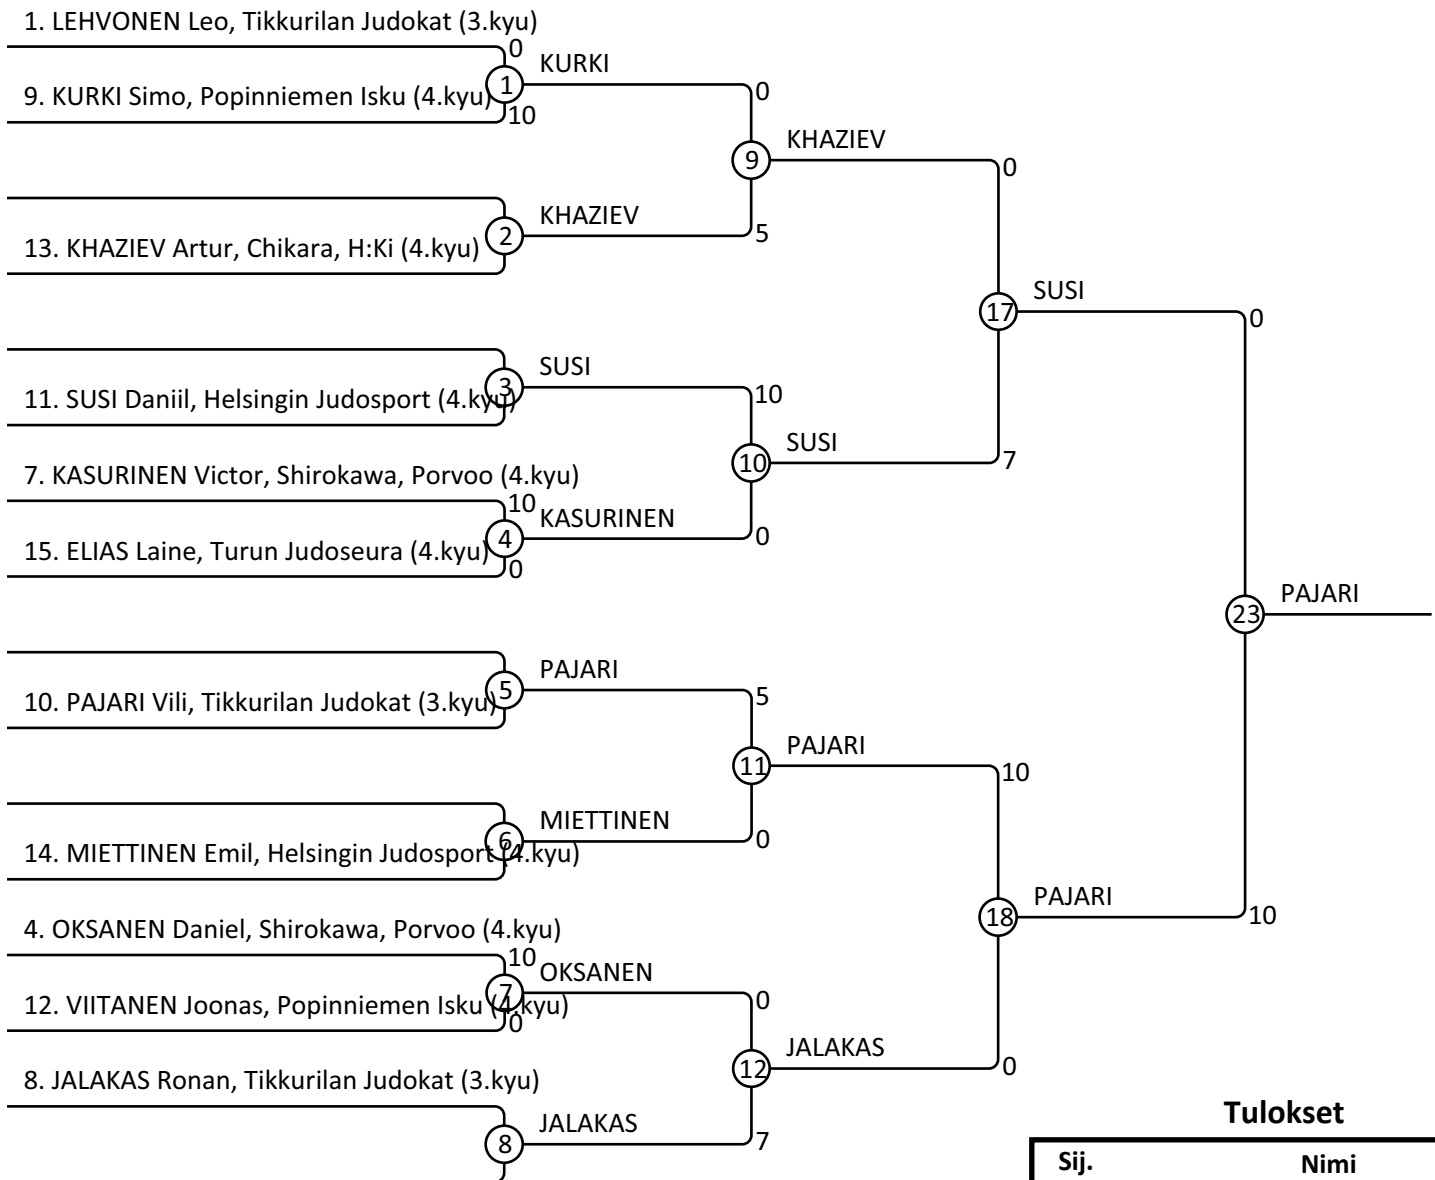 1. LEHVONEN Leo, Tikkurilan Judokat (3.kyu)
0
1
KURKI
9. KURKI Simo, Popinniemen Isku (4.kyu)
10
0
9
KHAZIEV
0
2
KHAZIEV
5
13. KHAZIEV Artur, Chikara, H:Ki (4.kyu)
17
SUSI
0
3
SUSI
10
11. SUSI Daniil, Helsingin Judosport (4.kyu)
10
SUSI
7
7. KASURINEN Victor, Shirokawa, Porvoo (4.kyu)
10
4
KASURINEN
0
15. ELIAS Laine, Turun Judoseura (4.kyu)
0
23
PAJARI
5
PAJARI
5
10. PAJARI Vili, Tikkurilan Judokat (3.kyu)
11
PAJARI
10
6
MIETTINEN
0
14. MIETTINEN Emil, Helsingin Judosport (4.kyu)
18
PAJARI
10
4. OKSANEN Daniel, Shirokawa, Porvoo (4.kyu)
10
7
OKSANEN
0
12. VIITANEN Joonas, Popinniemen Isku (4.kyu)
0
12
JALAKAS
0
8. JALAKAS Ronan, Tikkurilan Judokat (3.kyu)
8
JALAKAS
7
Tulokset
Sij. Nimi